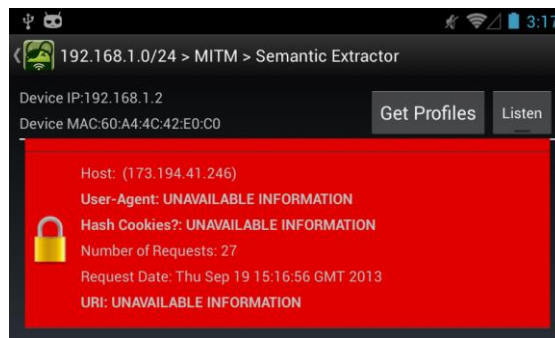 3:17
192.168.1.0/24 > MITM > Semantic Extractor
Device IP:192.168.1.2
Device MAC:60:A4:4C:42:E0:C0
Get Profiles
Listen
Host: (173.194.41.246)
User-Agent: UNAVAILABLE INFORMATION
Hash Cookies?: UNAVAILABLE INFORMATION
Number of Requests: 27
Request Date: Thu Sep 19 15:16:56 GMT 2013
URI: UNAVAILABLE INFORMATION